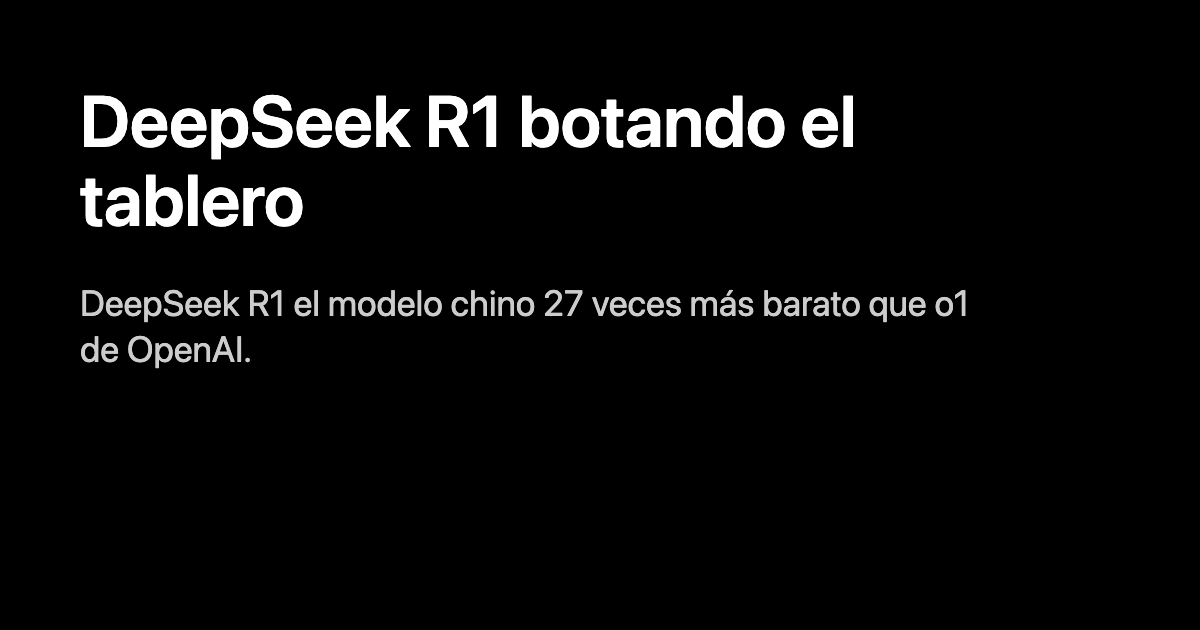 DeepSeek R1 botando el
tablero
DeepSeek R1 el modelo chino 27 veces más barato que o1
de OpenAI.